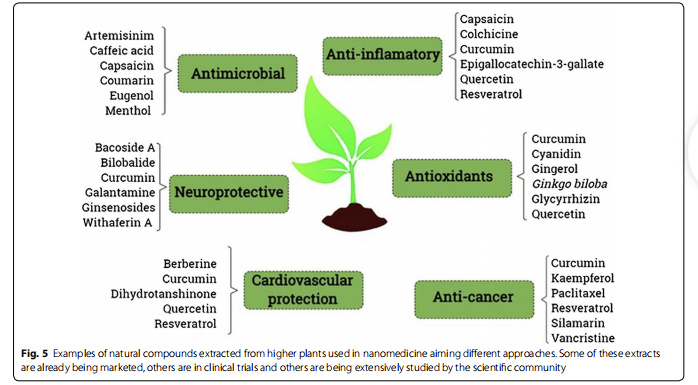 Antimicrobial
Artemisinim
Caffeic acid
Capsaicin
Coumarin
Eugenol
Menthol
Anti-inflamatory
Capsaicin
Colchicine
Curcumin
Epigallocatechin-3-gallate
Quercetin
Resveratrol
Neuroprotective
Bacoside A
Bilobalide
Curcumin
Galantamine
Ginsenosides
Withaferin A
Antioxidants
Curcumin
Cyanidin
Gingerol
Ginkgo biloba
Glycyrrhizin
Quercetin
Cardiovascular
protection
Berberine
Curcumin
Dihydrotanshinone
Quercetin
Resveratrol
Anti-cancer
Curcumin
Kaempferol
Paclitaxel
Resveratrol
Silamarin
Vancristine
Fig. 5 Examples of natural compounds extracted from higher plants used in nanomedicine aiming different approaches. Some of these extracts
are already being marketed, others are in clinical trials and others are being extensively studied by the scientific community